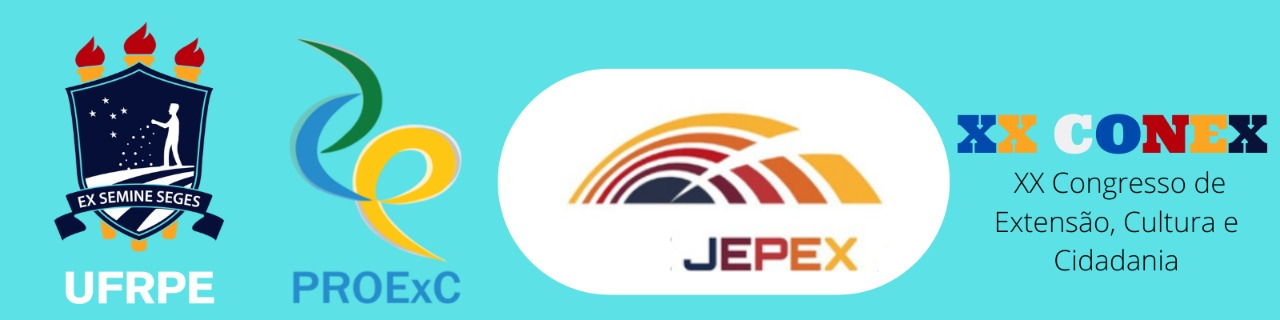 EX SEMINE SEGES
UFRPE
PROExC
JEPEX
XX CONEX
XX Congresso de
Extensão, Cultura e
Cidadania